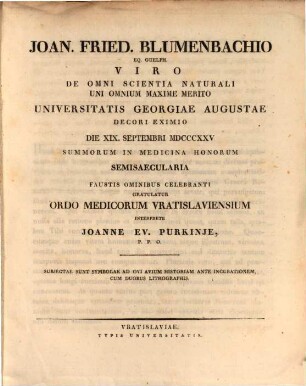 JOAN. FRIED. BLUMENBACHIO
EQ. GUELPH.
VIRO
DE OMNI SCIENTIA NATURALI
UNI OMNIUM MAXIME MERITO
UNIVERSITATIS GEORGIAE AUGUSTAE
DECORI EXIMIO
DIE XIX. SEPTEMBRI MDCCCXXV
SUMMORUM IN MEDICINA HONORUM
SEMISAECULARIA
FAUSTIS OMINIBUS CELEBRANTI
GRATULATUR
ORDO MEDICORUM VRATISLAVIENSIUM
INTERPRETE
JOANNE EV. PURKINJE,
P. P. O.
SUBJECTAE SUNT SYMBOLAE AD OVI AVIUM HISTORIAM ANTE INCUBATIONEM,
CUM DUOBUS LITHOGRAPHIS.
VRATISLAVIAE,
TYPIS UNIVERSITATIS.